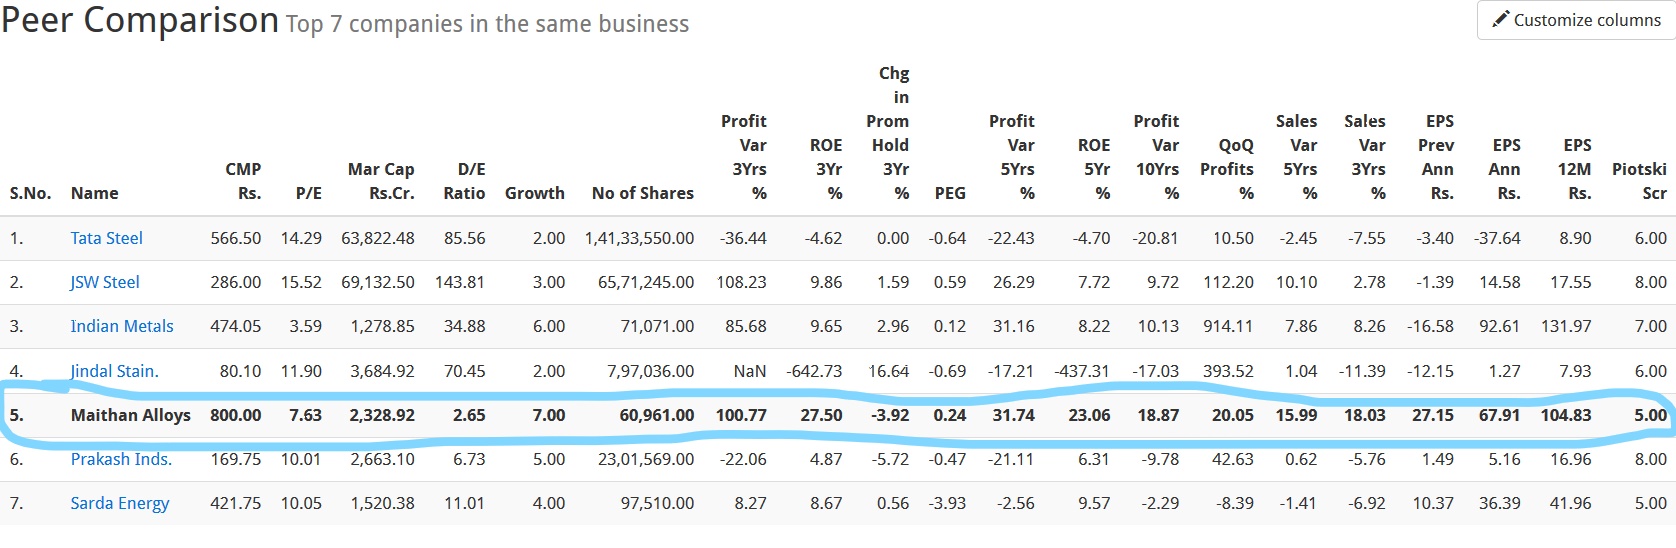 Peer Comparison Top 7 companies in the same business
Customize columns
S.No. Name CMP Rs. P/E Mar Cap Rs.Cr. D/E Ratio Growth No of Shares Profit Var 3Yrs % ROE 3Yr % Chg in Prom Hold 3Yr % PEG Profit Var 5Yrs % ROE 5Yr % Profit Var 10Yrs % QoQ Profits % Sales Var 5Yrs % Sales Var 3Yrs % EPS Prev Ann Rs. EPS Ann Rs. EPS 12M Rs. Piotski Scr
1. Tata Steel 566.50 14.29 63,822.48 85.56 2.00 1,41,33,550.00 -36.44 -4.62 0.00 -0.64 -22.43 -4.70 -20.81 10.50 -2.45 -7.55 -3.40 -37.64 8.90 6.00
2. JSW Steel 286.00 15.52 69,132.50 143.81 3.00 65,71,245.00 108.23 9.86 1.59 0.59 26.29 7.72 9.72 112.20 10.10 2.78 -1.39 14.58 17.55 8.00
3. Indian Metals 474.05 3.59 1,278.85 34.88 6.00 71,071.00 85.68 9.65 2.96 0.12 31.16 8.22 10.13 914.11 7.86 8.26 -16.58 92.61 131.97 7.00
4. Jindal Stain. 80.10 11.90 3,684.92 70.45 2.00 7,97,036.00 NaN -642.73 16.64 -0.69 -17.21 -437.31 -17.03 393.52 1.04 -11.39 -12.15 1.27 7.93 6.00
5. Maithan Alloys 800.00 7.63 2,328.92 2.65 7.00 60,961.00 100.77 27.50 -3.92 0.24 31.74 23.06 18.87 20.05 15.99 18.03 27.15 67.91 104.83 5.00
6. Prakash Inds. 169.75 10.01 2,663.10 6.73 5.00 23,01,569.00 -22.06 4.87 -5.72 -0.47 -21.11 6.31 -9.78 42.63 0.62 -5.76 1.49 5.16 16.96 8.00
7. Sarda Energy 421.75 10.05 1,520.38 11.01 4.00 97,510.00 8.27 8.67 0.56 -3.93 -2.56 9.57 -2.29 -8.39 -1.41 -6.92 10.37 36.39 41.96 5.00